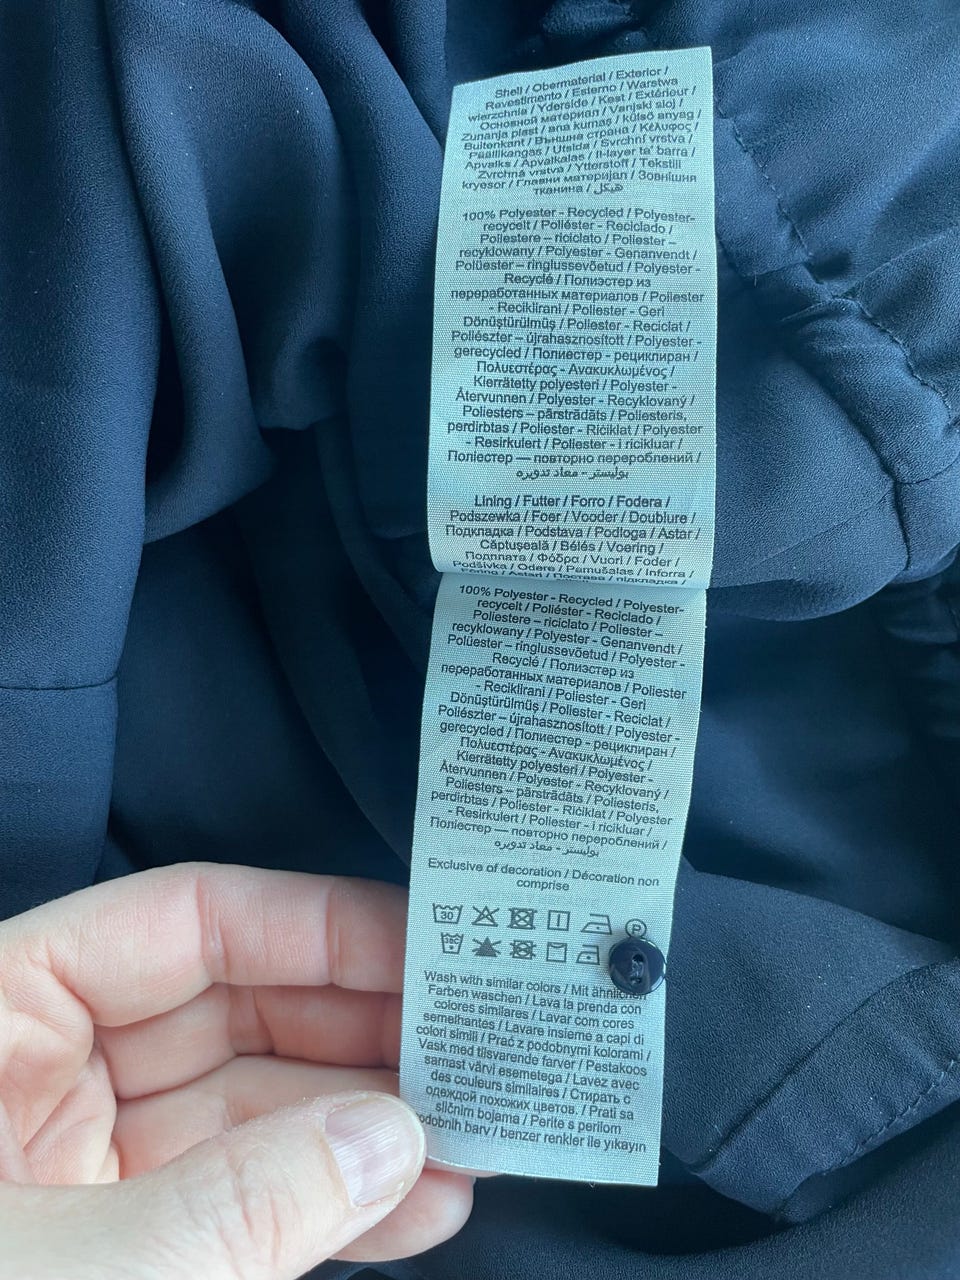 Shell / Obermaterial / Exterior /
Revestimento / Esterno / Warstwa
wierzchnia / Yderside / Kest / Extérieur /
Основной материал / Vanjski sloj /
Zunanja plast / ana kumaş / külső anyag /
Buitenkant / Външна страна / Κέλυφος /
Päällikangas / Utsida / Svrchní vrstva /
Apvalks / Apvalkalas / Il-layer ta' barra /
Zvrchná vrstva / Ytterstoff / Tekstili
kryesor / Главни материјал / Зовнішня
тканина / هيكل
100% Polyester - Recycled / Polyester-
recycelt / Poliéster - Reciclado /
Poliestere – riciclato / Poliester –
recyklowany / Polyester - Genanvendt /
Polüester – ringlussevõetud / Polyester -
Recyclé / Полиэстер из
переработанных материалов / Poliester
- Reciklirani / Poliester - Geri
Dönüştürülmüş / Poliester - Reciclat /
Poliészter – újrahasznosított / Polyester -
gerecycled / Полиестер - рециклиран /
Πολυεστέρας - Ανακυκλωμένος /
Kierrätetty polyesteri / Polyester -
Återvunnen / Polyester - Recyklovaný /
Poliesters – pārstrādāts / Poliesteris,
perdirbtas / Poliester - Riċiklat / Polyester
- Resirkulert / Poliester - i ricikluar /
Поліестер — повторно перероблений /
بوليستر - معاد تدويره
Lining / Futter / Forro / Fodera /
Podszewka / Foer / Vooder / Doublure /
Подкладка / Podstava / Podloga / Astar /
Căptușeală / Bélés / Voering /
Подплата / Φόδρα / Vuori / Foder /
Podšívka / Odere / Pamušalas / Inforra /
100% Polyester - Recycled / Polyester-
recycelt / Poliéster - Reciclado /
Poliestere – riciclato / Poliester –
recyklowany / Polyester - Genanvendt /
Polüester – ringlussevõetud / Polyester -
Recyclé / Полиэстер из
переработанных материалов / Poliester
- Reciklirani / Poliester - Geri
Dönüştürülmüş / Poliester - Reciclat /
Poliészter – újrahasznosított / Polyester -
gerecycled / Полиестер - рециклиран /
Πολυεστέρας - Ανακυκλωμένος /
Kierrätetty polyesteri / Polyester -
Återvunnen / Polyester - Recyklovaný /
Poliesters – pārstrādāts / Poliesteris,
perdirbtas / Poliester - Riċiklat / Polyester
- Resirkulert / Poliester - i ricikluar /
Поліестер — повторно перероблений /
بوليستر - معاد تدويره
Exclusive of decoration / Décoration non
comprise
30 P
Wash with similar colors / Mit ähnlichen
Farben waschen / Lava la prenda con
colores similares / Lavar com cores
semelhantes / Lavare insieme a capi di
colori simili / Prać z podobnymi kolorami /
Vask med tilsvarende farver / Pestakoos
sarnast värvi esemetega / Lavez avec
des couleurs similaires / Стирать с
одеждой похожих цветов. / Prati sa
sličnim bojama / Perite s perilom
podobnih barv / benzer renkler ile yıkayın